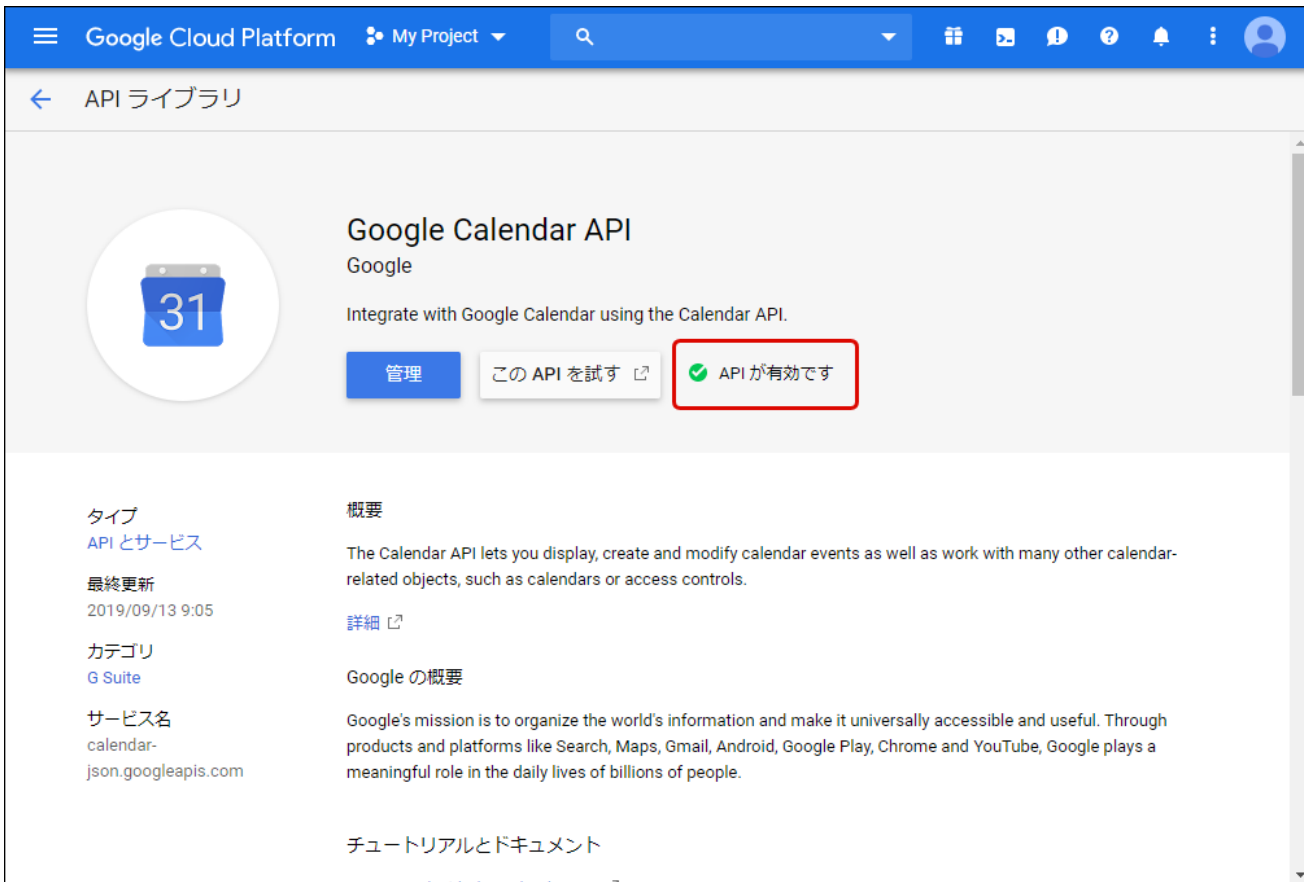 Google Cloud Platform My Project
API ライブラリ
31
Google Calendar API
Google
Integrate with Google Calendar using the Calendar API.
管理 この API を試す API が有効です
タイプ
API とサービス
最終更新
2019/09/13 9:05
カテゴリ
G Suite
サービス名
calendar-
json.googleapis.com
概要
The Calendar API lets you display, create and modify calendar events as well as work with many other calendar-
related objects, such as calendars or access controls.
詳細
Google の概要
Google's mission is to organize the world's information and make it universally accessible and useful. Through
products and platforms like Search, Maps, Gmail, Android, Google Play, Chrome and YouTube, Google plays a
meaningful role in the daily lives of billions of people.
チュートリアルとドキュメント